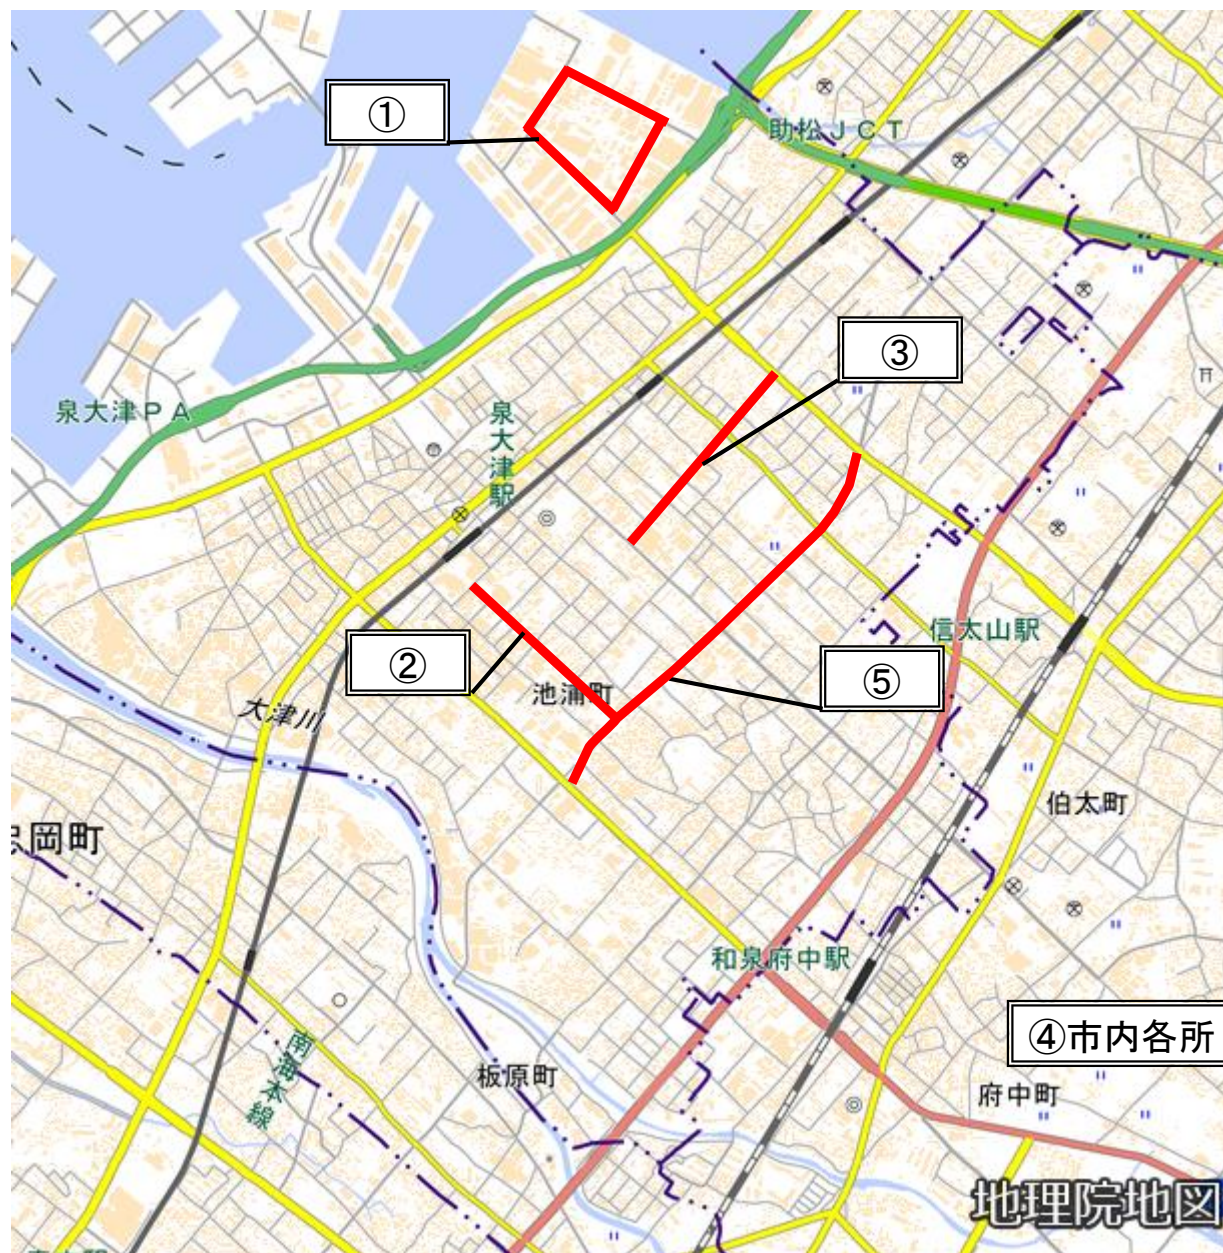 ①
助松JCT
③
泉大津PA
泉大津駅
信太山駅
②
⑤
池浦町
大津川
伯太町
岡町
和泉府中駅
④市内各所
南海本線
板原町
府中町
地理院地図